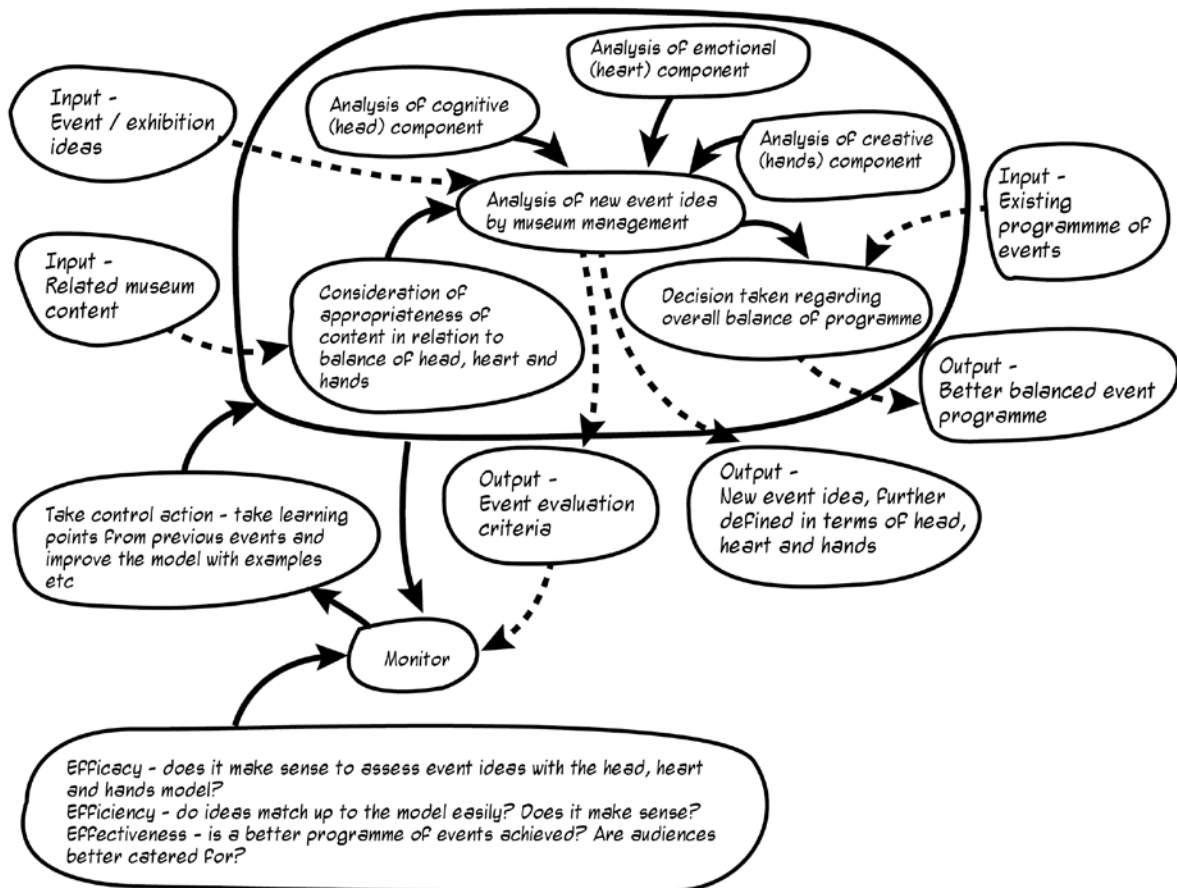 Analysis of emotional
(heart) component
Input -
Event / exhibition
ideas
Analysis of cognitive
(head) component
Analysis of creative
(hands) component
Input -
Existing
programmme of
events
Analysis of new event idea
by museum management
Input -
Related museum
content
Consideration of
appropriateness of
content in relation to
balance of head, heart and
hands
Decision taken regarding
overall balance of programme
Output -
Better balanced event
programme
Output -
Event evaluation
criteria
Output -
New event idea, further
defined in terms of head,
heart and hands
Take control action - take learning
points from previous events and
improve the model with examples
etc
Monitor
Efficacy - does it make sense to assess event ideas with the head, heart
and hands model?
Efficiency - do ideas match up to the model easily? Does it make sense?
Effectiveness - is a better programme of events achieved? Are audiences
better catered for?